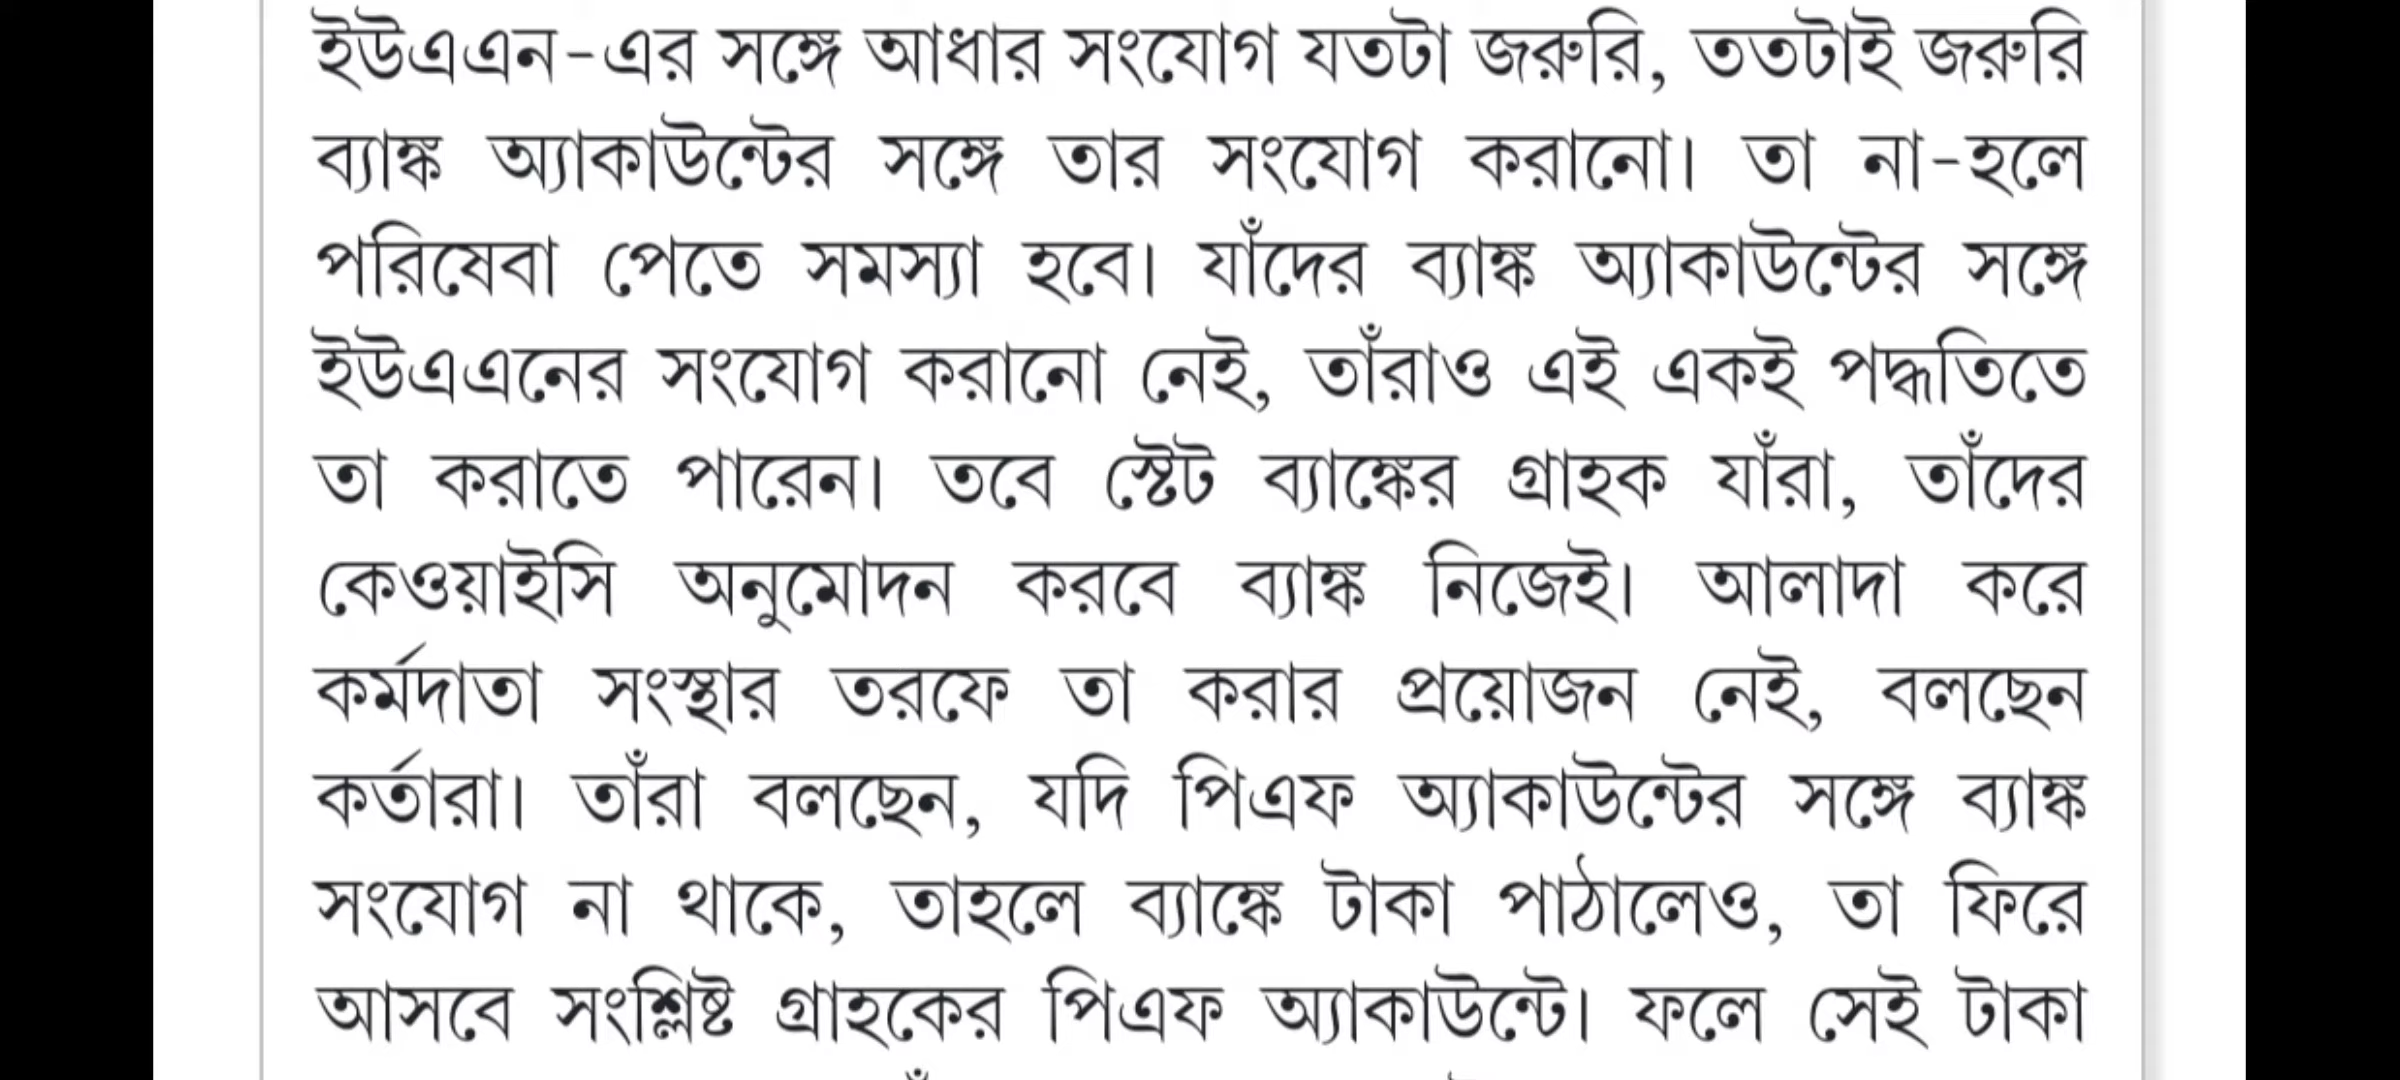 ইউএএন-এর সঙ্গে আধার সংযোগ যতটা জরুরি, ততটাই জরুরি
ব্যাঙ্ক অ্যাকাউন্টের সঙ্গে তার সংযোগ করানো। তা না-হলে
পরিষেবা পেতে সমস্যা হবে। যাঁদের ব্যাঙ্ক অ্যাকাউন্টের সঙ্গে
ইউএএনের সংযোগ করানো নেই, তাঁরাও এই একই পদ্ধতিতে
তা করাতে পারেন। তবে স্টেট ব্যাঙ্কের গ্রাহক যাঁরা, তাঁদের
কেওয়াইসি অনুমোদন করবে ব্যাঙ্ক নিজেই। আলাদা করে
কর্মদাতা সংস্থার তরফে তা করার প্রয়োজন নেই, বলছেন
কর্তারা। তাঁরা বলছেন, যদি পিএফ অ্যাকাউন্টের সঙ্গে ব্যাঙ্ক
সংযোগ না থাকে, তাহলে ব্যাঙ্কে টাকা পাঠালেও, তা ফিরে
আসবে সংশ্লিষ্ট গ্রাহকের পিএফ অ্যাকাউন্টে। ফলে সেই টাকা